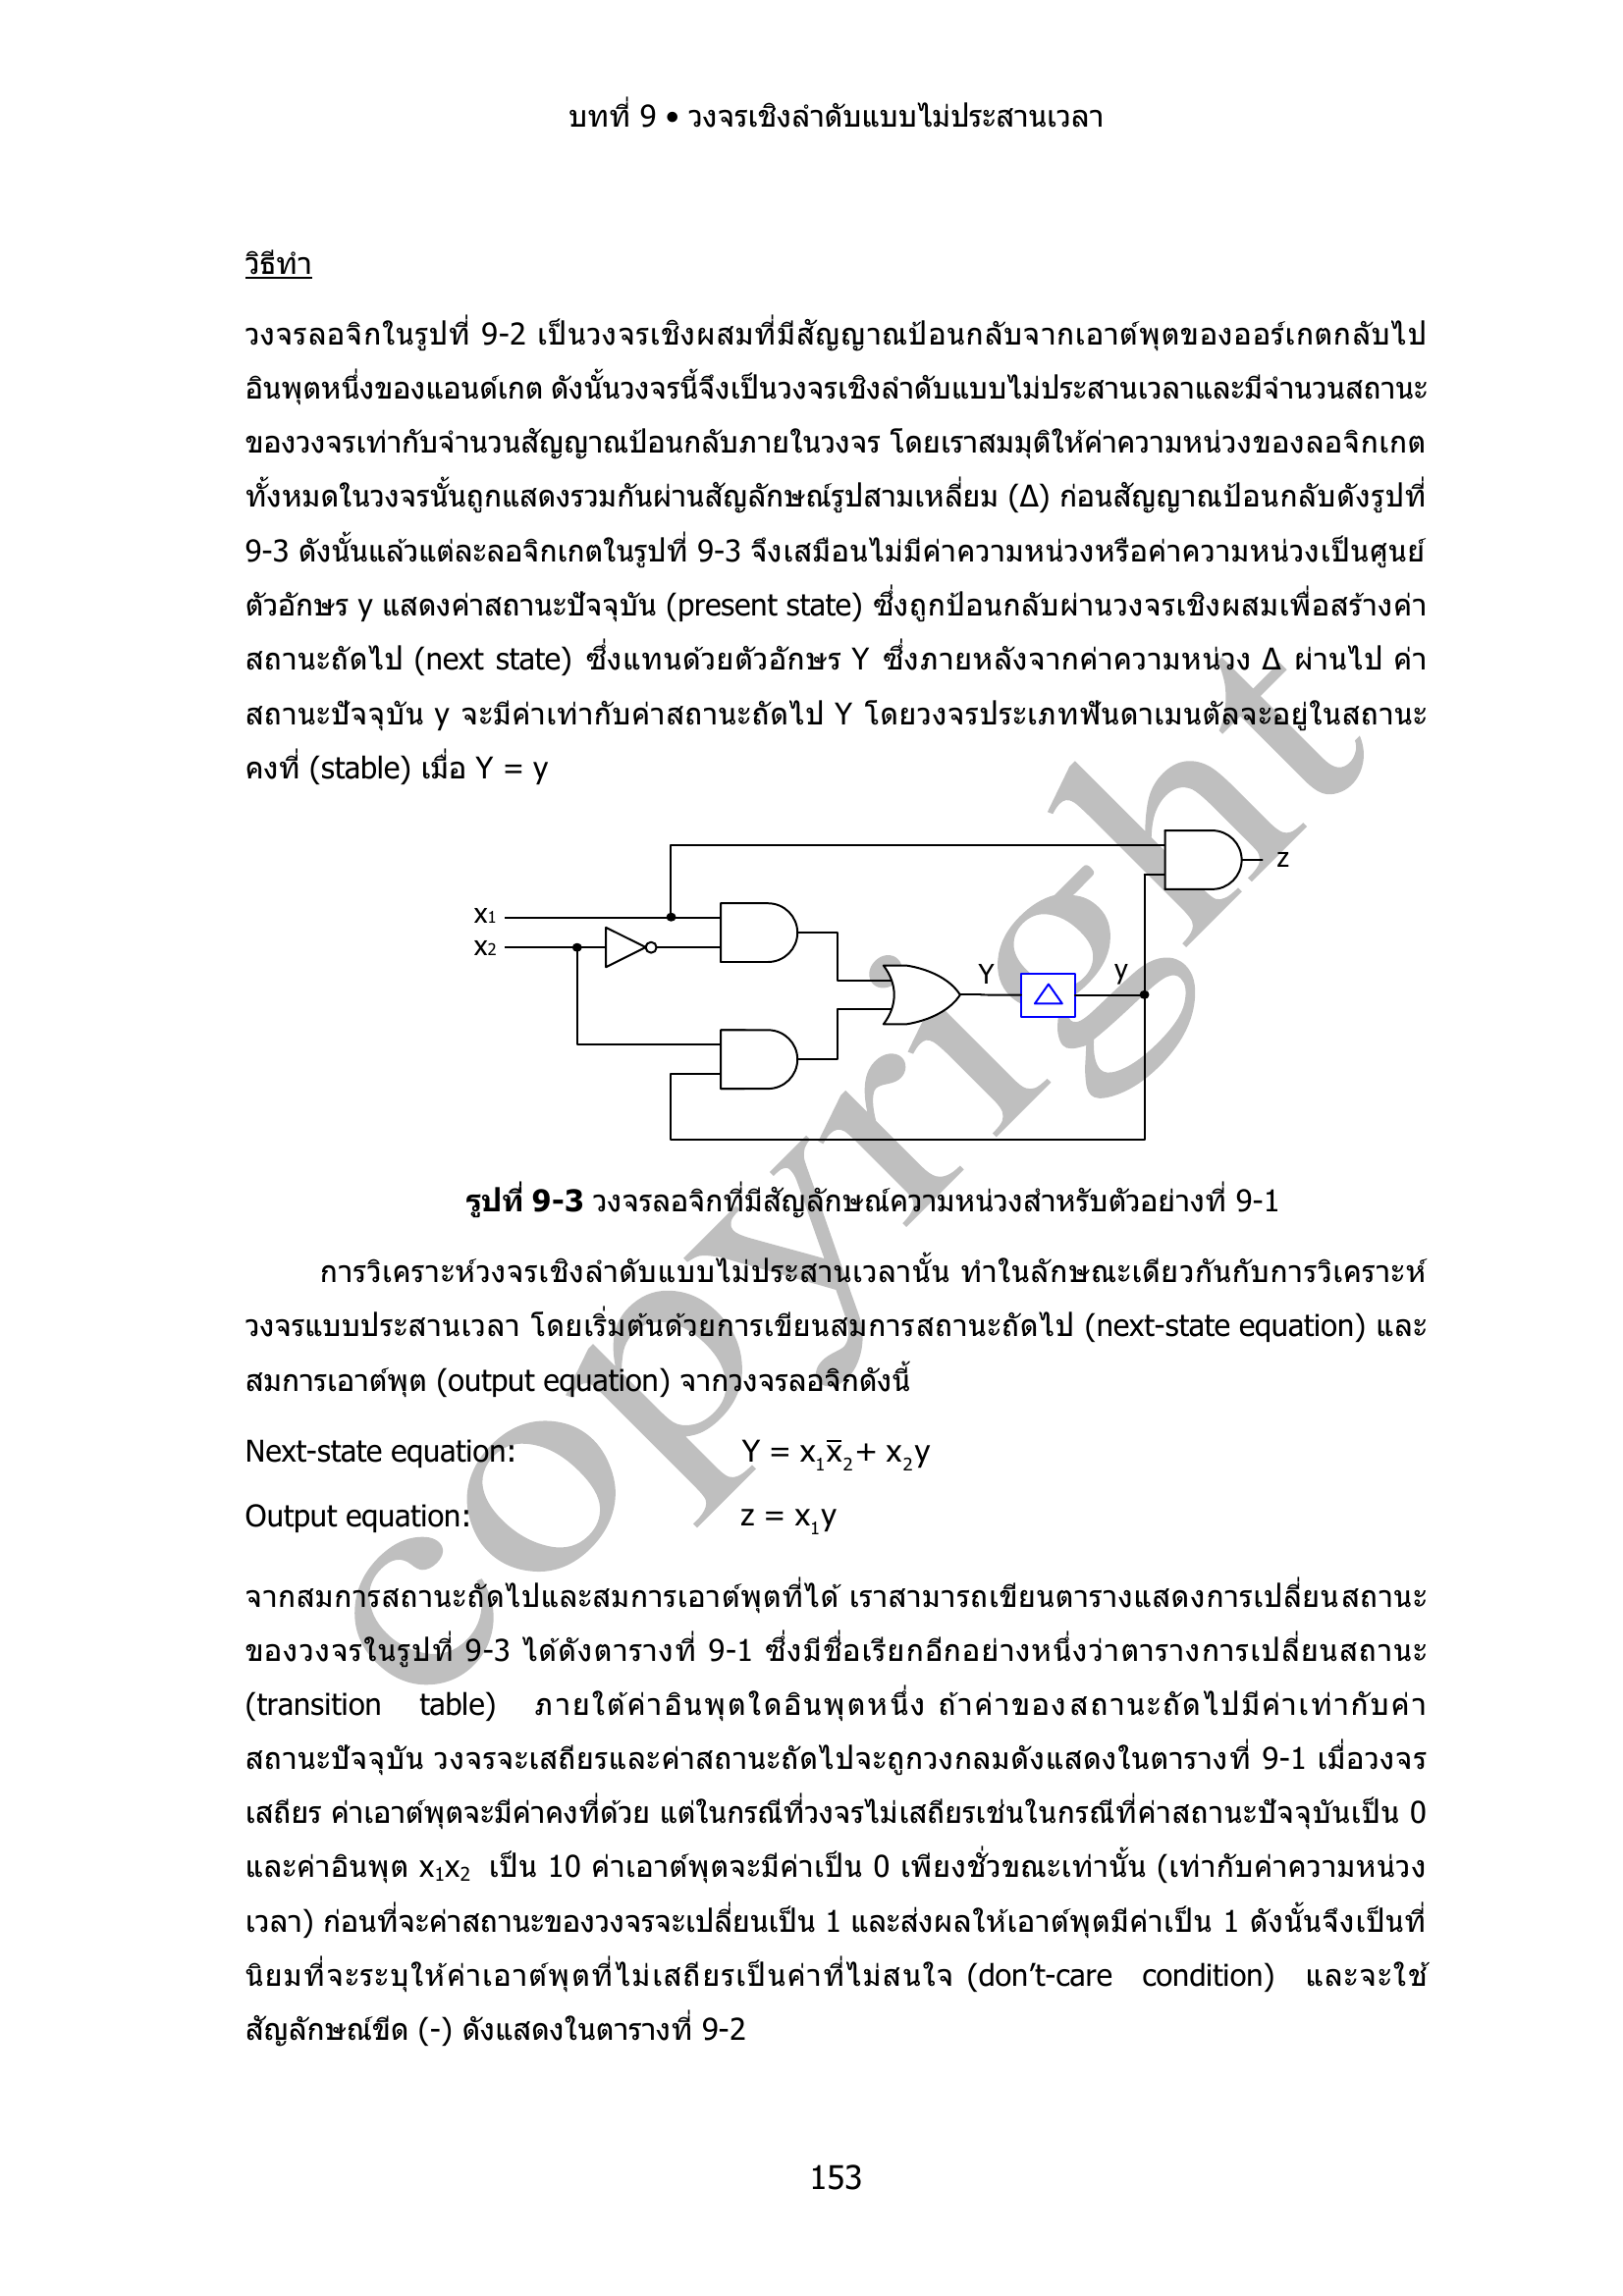 บทที่ 9 • วงจรเชิงลำดับแบบไม่ประสานเวลา
วิธีทำ
วงจรลอจิกในรูปที่ 9-2 เป็นวงจรเชิงผสมที่มีสัญญาณป้อนกลับจากเอาต์พุตของออร์เกตกลับไป
อินพุตหนึ่งของแอนด์เกต ดังนั้นวงจรนี้จึงเป็นวงจรเชิงลำดับแบบไม่ประสานเวลาและมีจำนวนสถานะ
ของวงจรเท่ากับจำนวนสัญญาณป้อนกลับภายในวงจร โดยเราสมมุติให้ค่าความหน่วงของลอจิกเกต
ทั้งหมดในวงจรนั้นถูกแสดงรวมกันผ่านสัญลักษณ์รูปสามเหลี่ยม (Δ) ก่อนสัญญาณป้อนกลับดังรูปที่
9-3 ดังนั้นแล้วแต่ละลอจิกเกตในรูปที่ 9-3 จึงเสมือนไม่มีค่าความหน่วงหรือค่าความหน่วงเป็นศูนย์
ตัวอักษร y แสดงค่าสถานะปัจจุบัน (present state) ซึ่งถูกป้อนกลับผ่านวงจรเชิงผสมเพื่อสร้างค่า
สถานะถัดไป (next state) ซึ่งแทนด้วยตัวอักษร Y ซึ่งภายหลังจากค่าความหน่วง Δ ผ่านไป ค่า
สถานะปัจจุบัน y จะมีค่าเท่ากับค่าสถานะถัดไป Y โดยวงจรประเภทฟันดาเมนตัลจะอยู่ในสถานะ
คงที่ (stable) เมื่อ Y = y
z
x1
x2
Y
y
รูปที่ 9-3 วงจรลอจิกที่มีสัญลักษณ์ความหน่วงสำหรับตัวอย่างที่ 9-1
การวิเคราะห์วงจรเชิงลำดับแบบไม่ประสานเวลานั้น ทำในลักษณะเดียวกันกับการวิเคราะห์
วงจรแบบประสานเวลา โดยเริ่มต้นด้วยการเขียนสมการสถานะถัดไป (next-state equation) และ
สมการเอาต์พุต (output equation) จากวงจรลอจิกดังนี้
Next-state equation: Y = x₁x̅₂+ x₂y
Output equation: z = x₁y
จากสมการสถานะถัดไปและสมการเอาต์พุตที่ได้ เราสามารถเขียนตารางแสดงการเปลี่ยนสถานะ
ของวงจรในรูปที่ 9-3 ได้ดังตารางที่ 9-1 ซึ่งมีชื่อเรียกอีกอย่างหนึ่งว่าตารางการเปลี่ยนสถานะ
(transition table) ภายใต้ค่าอินพุตใดอินพุตหนึ่ง ถ้าค่าของสถานะถัดไปมีค่าเท่ากับค่า
สถานะปัจจุบัน วงจรจะเสถียรและค่าสถานะถัดไปจะถูกวงกลมดังแสดงในตารางที่ 9-1 เมื่อวงจร
เสถียร ค่าเอาต์พุตจะมีค่าคงที่ด้วย แต่ในกรณีที่วงจรไม่เสถียรเช่นในกรณีที่ค่าสถานะปัจจุบันเป็น 0
และค่าอินพุต x₁x₂ เป็น 10 ค่าเอาต์พุตจะมีค่าเป็น 0 เพียงชั่วขณะเท่านั้น (เท่ากับค่าความหน่วง
เวลา) ก่อนที่จะค่าสถานะของวงจรจะเปลี่ยนเป็น 1 และส่งผลให้เอาต์พุตมีค่าเป็น 1 ดังนั้นจึงเป็นที่
นิยมที่จะระบุให้ค่าเอาต์พุตที่ไม่เสถียรเป็นค่าที่ไม่สนใจ (don’t-care condition) และจะใช้
สัญลักษณ์ขีด (-) ดังแสดงในตารางที่ 9-2
153
copyright